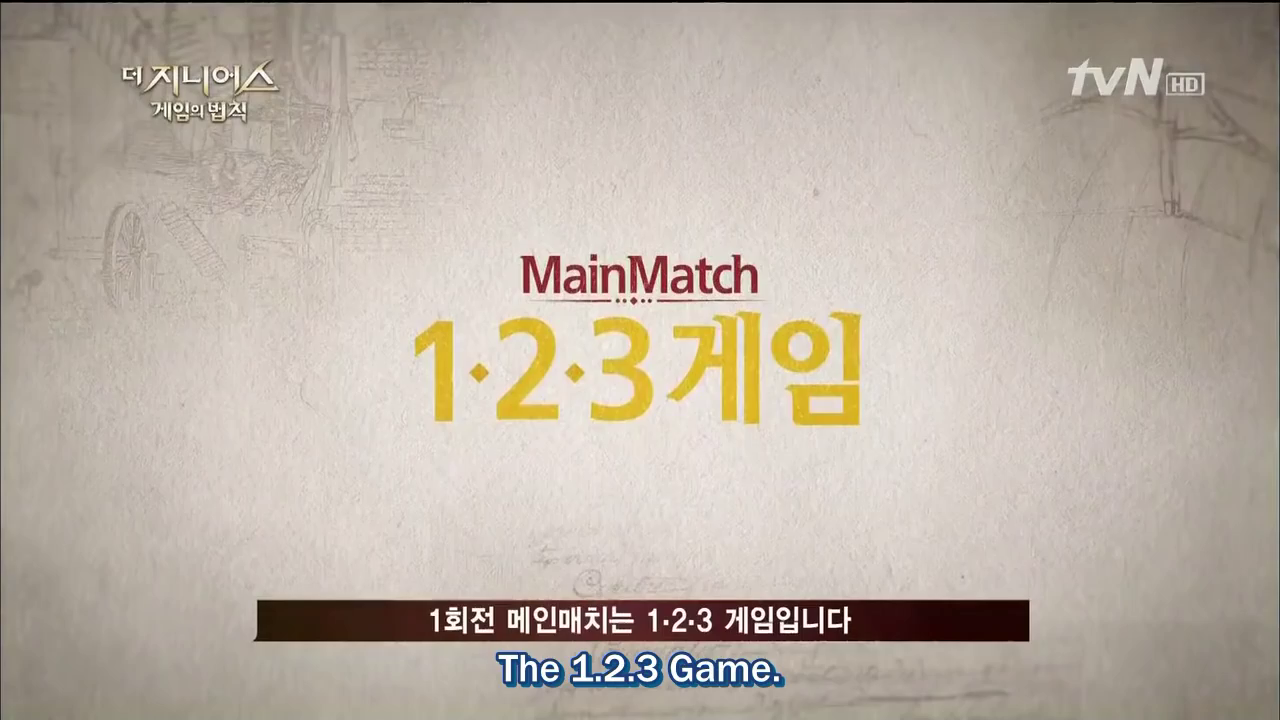 더 지니어스
게임의 법칙
tvN HD
MainMatch
1·2·3 게임
1회전 메인매치는 1·2·3 게임입니다
The 1.2.3 Game.